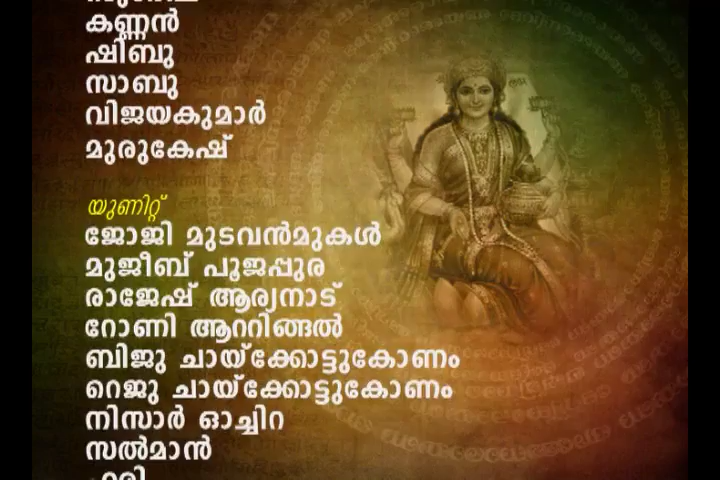 കണ്ണൻ
ഷിബു
സാബു
വിജയകുമാർ
മുരുകേഷ്
യുണിറ്റ്
ജോജി മുടവൻമുകൾ
മുജീബ് പൂജപ്പുര
രാജേഷ് ആര്യനാട്
റോണി ആററിങ്ങൽ
ബിജു ചായ്ക്കോട്ടുകോണം
റെജു ചായ്ക്കോട്ടുകോണം
നിസാർ ഓച്ചിറ
സൽമാൻ